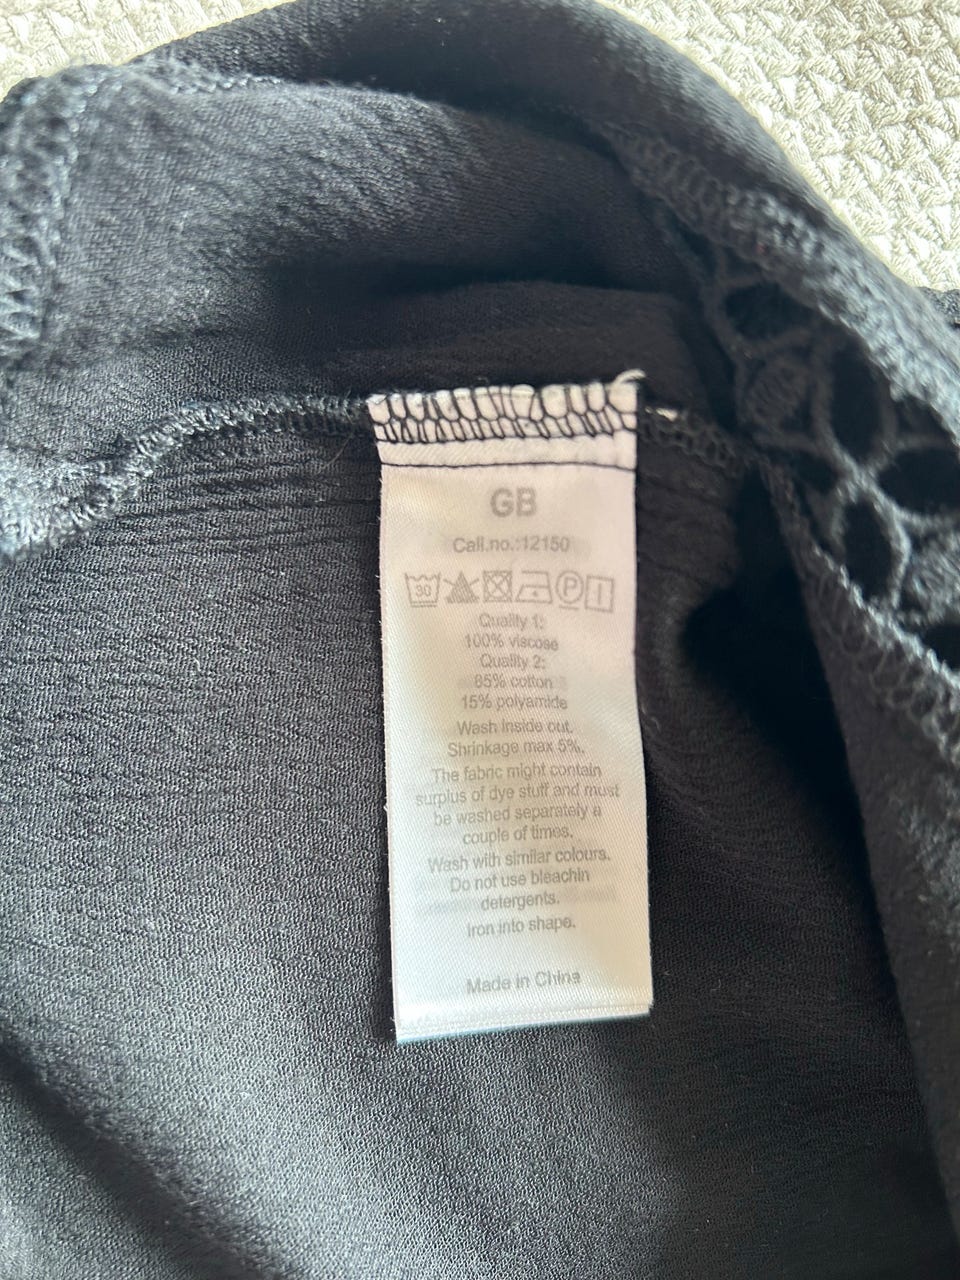 GB
Call.no.:12150
30 P
Quality 1:
100% viscose
Quality 2:
85% cotton
15% polyamide
Wash inside out.
Shrinkage max 5%.
The fabric might contain
surplus of dye stuff and must
be washed separately a
couple of times.
Wash with similar colours.
Do not use bleachin
detergents.
Iron into shape.
Made in China